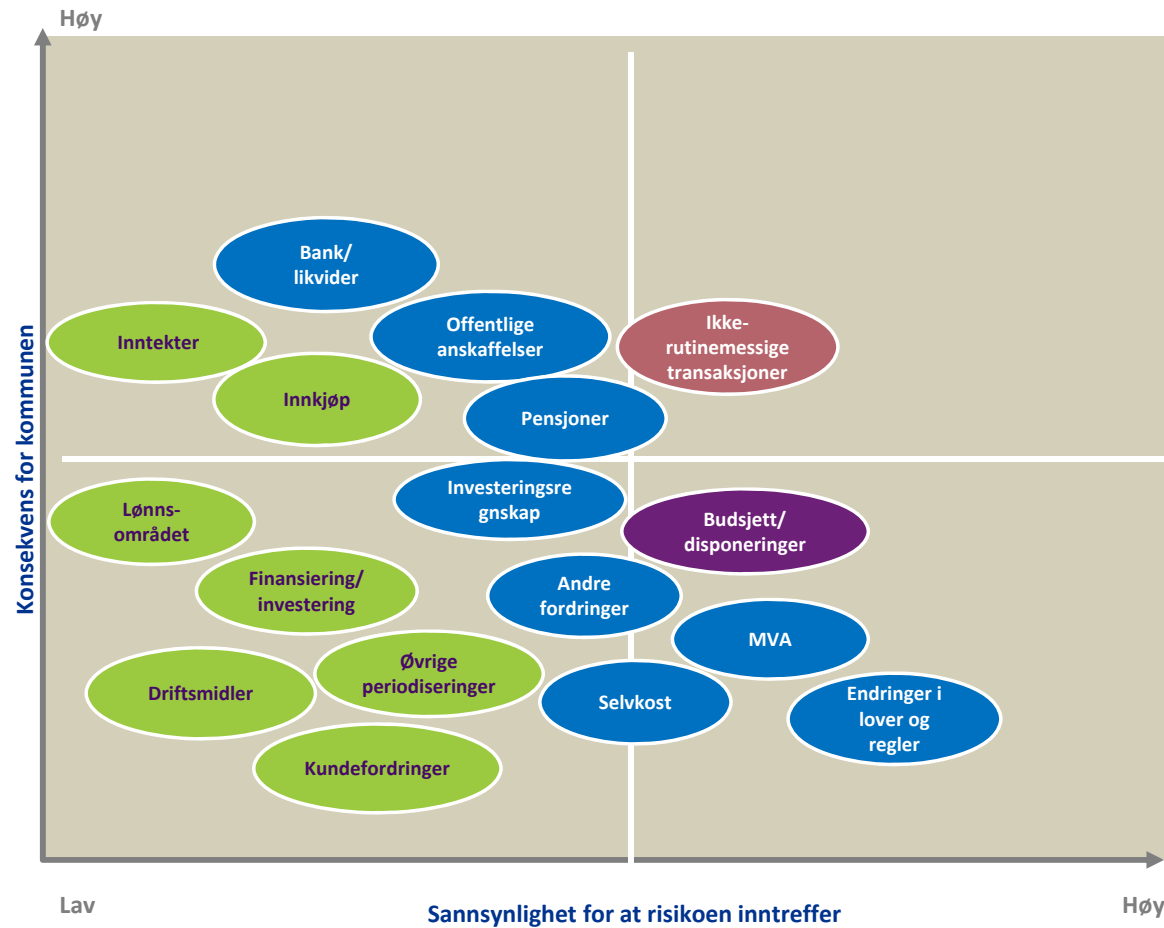 Høy
Konsekvens for kommunen
Bank/
likvider
Inntekter
Offentlige
anskaffelser
Ikke-
rutinemessige
transaksjoner
Innkjøp
Pensjoner
Investeringsre
gnskap
Lønns-
området
Budsjett/
disponeringer
Finansiering/
investering
Andre
fordringer
MVA
Øvrige
periodiseringer
Driftsmidler
Selvkost
Endringer i
lover og
regler
Kundefordringer
Lav
Sannsynlighet for at risikoen inntreffer
Høy